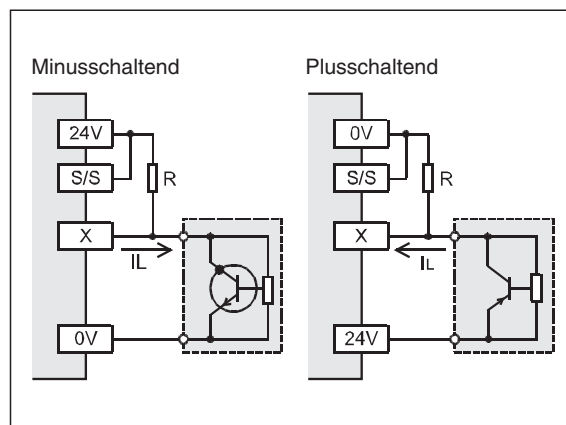 Minusschaltend
24V
S/S
R
X
IL
0V
Plusschaltend
0V
S/S
R
X
IL
24V